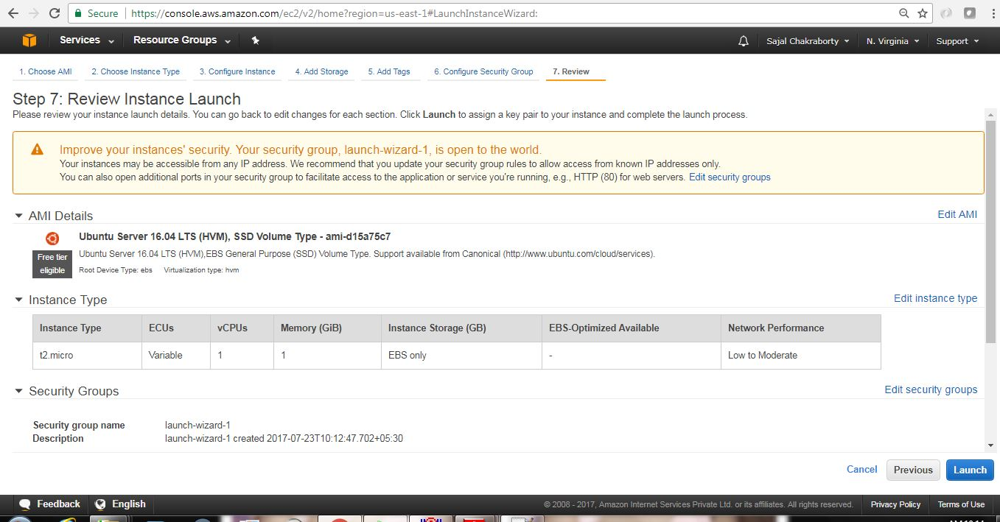 Secure https://console.aws.amazon.com/ec2/v2/home?region=us-east-1#LaunchInstanceWizard:
Services Resource Groups Sajal Chakraborty N. Virginia Support
1. Choose AMI 2. Choose Instance Type 3. Configure Instance 4. Add Storage 5. Add Tags 6. Configure Security Group 7. Review
Step 7: Review Instance Launch
Please review your instance launch details. You can go back to edit changes for each section. Click Launch to assign a key pair to your instance and complete the launch process.
Improve your instances' security. Your security group, launch-wizard-1, is open to the world.
Your instances may be accessible from any IP address. We recommend that you update your security group rules to allow access from known IP addresses only.
You can also open additional ports in your security group to facilitate access to the application or service you're running, e.g., HTTP (80) for web servers. Edit security groups
AMI Details Edit AMI
Ubuntu Server 16.04 LTS (HVM), SSD Volume Type - ami-d15a75c7
Free tier eligible
Ubuntu Server 16.04 LTS (HVM),EBS General Purpose (SSD) Volume Type. Support available from Canonical (http://www.ubuntu.com/cloud/services).
Root Device Type: ebs Virtualization type: hvm
Instance Type Edit instance type
Instance Type ECUs vCPUs Memory (GiB) Instance Storage (GB) EBS-Optimized Available Network Performance
t2.micro Variable 1 1 EBS only - Low to Moderate
Security Groups Edit security groups
Security group name launch-wizard-1
Description launch-wizard-1 created 2017-07-23T10:12:47.702+05:30
Cancel Previous Launch
Feedback English © 2008 - 2017, Amazon Internet Services Private Ltd. or its affiliates. All rights reserved. Privacy Policy Terms of Use